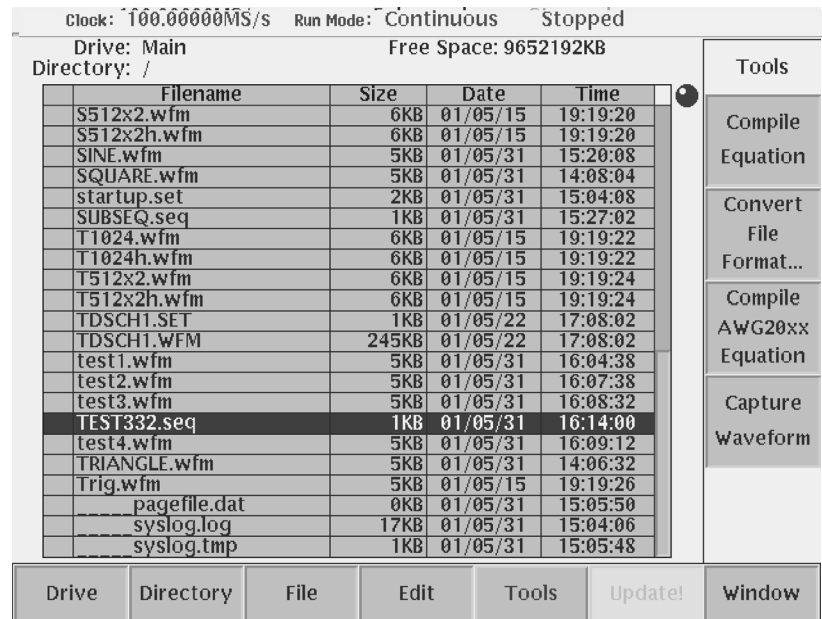 Clock: 100.00000MS/s Run Mode: Continuous Stopped
Drive: Main Free Space: 9652192KB
Directory: /
Filename Size Date Time
S512x2.wfm 6KB 01/05/15 19:19:20
S512x2h.wfm 6KB 01/05/15 19:19:20
SINE.wfm 5KB 01/05/31 15:20:08
SQUARE.wfm 5KB 01/05/31 14:08:04
startup.set 2KB 01/05/31 15:04:08
SUBSEQ.seq 1KB 01/05/31 15:27:02
T1024.wfm 6KB 01/05/15 19:19:22
T1024h.wfm 6KB 01/05/15 19:19:22
T512x2.wfm 6KB 01/05/15 19:19:24
T512x2h.wfm 6KB 01/05/15 19:19:24
TDSCH1.SET 1KB 01/05/22 17:08:02
TDSCH1.WFM 245KB 01/05/22 17:08:02
test1.wfm 5KB 01/05/31 16:04:38
test2.wfm 5KB 01/05/31 16:07:38
test3.wfm 5KB 01/05/31 16:08:32
TEST332.seq 1KB 01/05/31 16:14:00
test4.wfm 5KB 01/05/31 16:09:12
TRIANGLE.wfm 5KB 01/05/31 14:06:32
Trig.wfm 5KB 01/05/15 19:19:26
_____pagefile.dat 0KB 01/05/31 15:05:50
_____syslog.log 17KB 01/05/31 15:04:06
_____syslog.tmp 1KB 01/05/31 15:05:48
Tools
Compile
Equation
Convert
File
Format...
Compile
AWG20xx
Equation
Capture
Waveform
Drive Directory File Edit Tools Update! Window